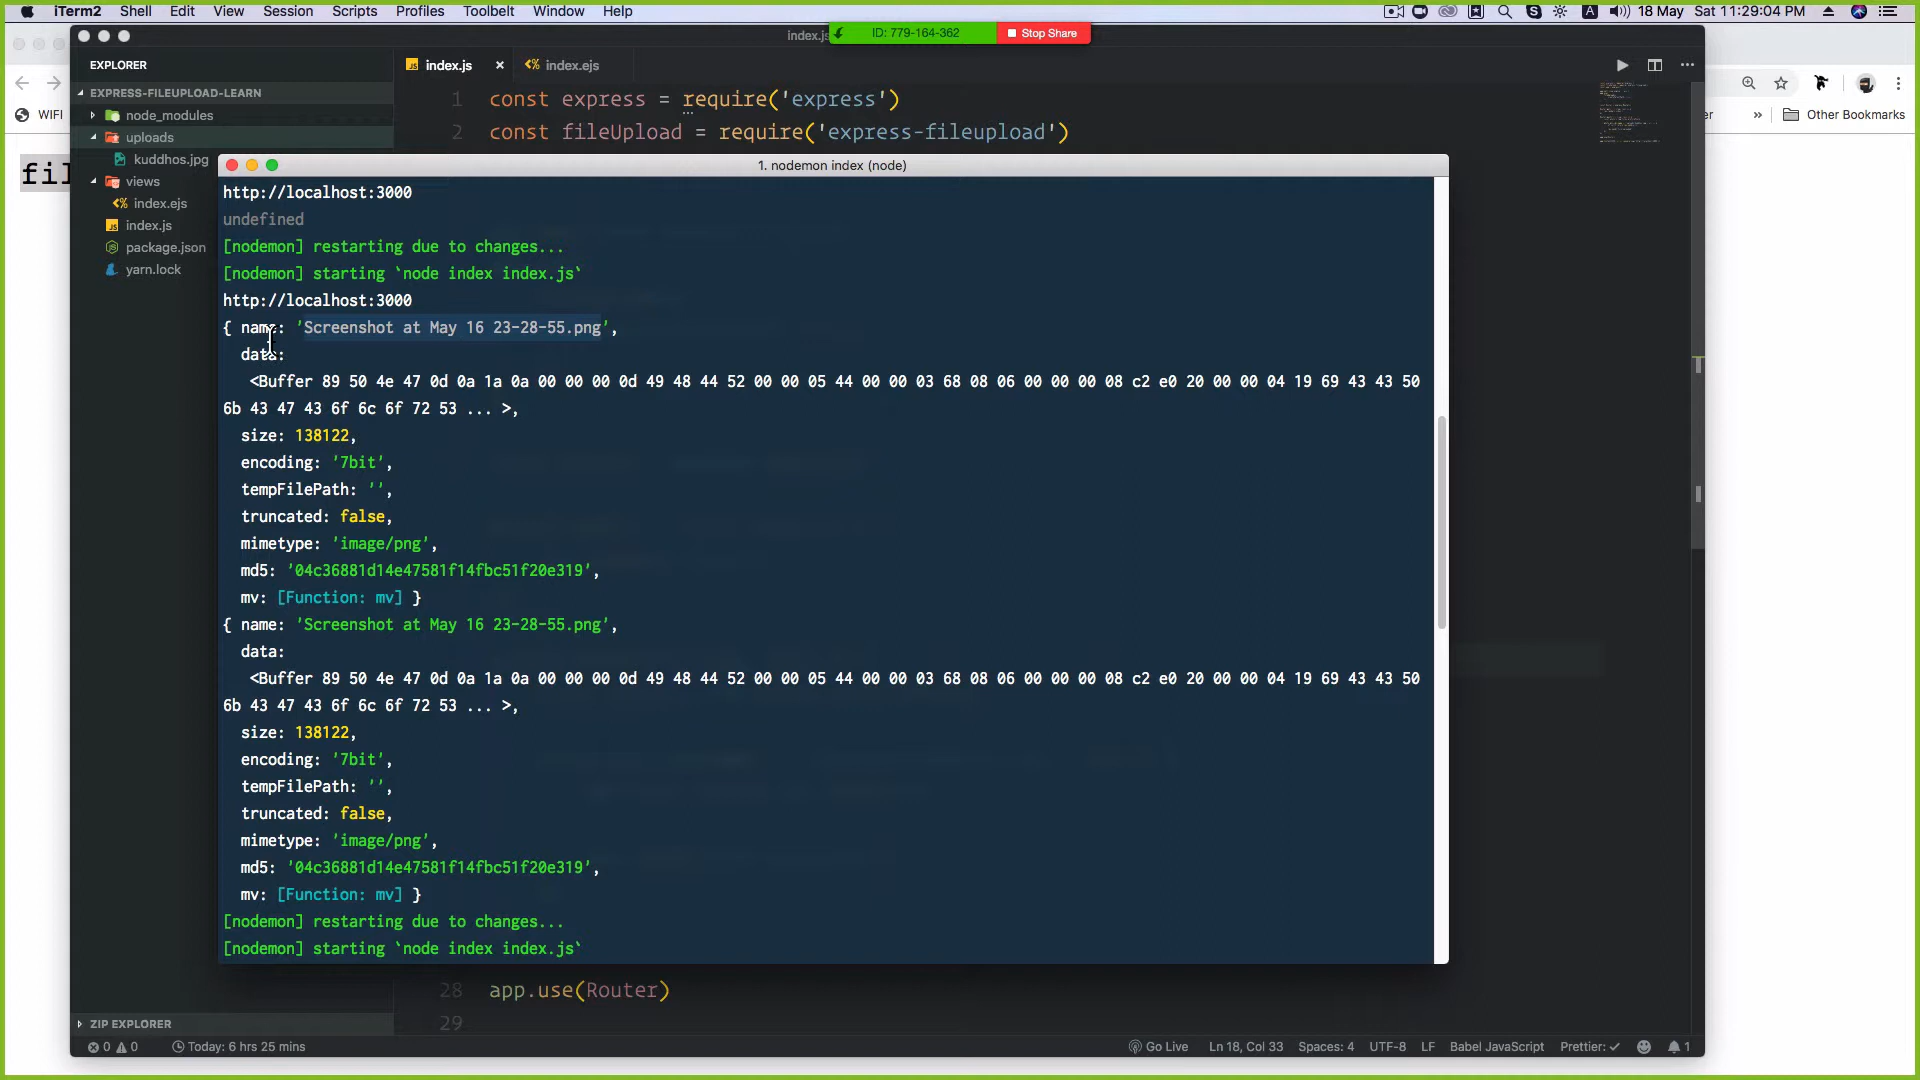 iTerm2 Shell Edit View Session Scripts Profiles Toolbelt Window Help 18 May Sat 11:29:04 PM
index.js ID: 779-164-362 Stop Share
EXPLORER
index.js × index.ejs
EXPRESS-FILEUPLOAD-LEARN
node_modules
uploads
kuddhos.jpg
views
index.ejs
index.js
package.json
yarn.lock
WIFI
Other Bookmarks
1 const express = require('express')
2 const fileUpload = require('express-fileupload')
1. nodemon index (node)
http://localhost:3000
undefined
[nodemon] restarting due to changes...
[nodemon] starting `node index index.js`
http://localhost:3000
{ name: 'Screenshot at May 16 23-28-55.png',
data:
<Buffer 89 50 4e 47 0d 0a 1a 0a 00 00 00 0d 49 48 44 52 00 00 05 44 00 00 03 68 08 06 00 00 00 08 c2 e0 20 00 00 04 19 69 43 43 50
6b 43 47 43 6f 6c 6f 72 53 ... >,
size: 138122,
encoding: '7bit',
tempFilePath: '',
truncated: false,
mimetype: 'image/png',
md5: '04c36881d14e47581f14fbc51f20e319',
mv: [Function: mv] }
{ name: 'Screenshot at May 16 23-28-55.png',
data:
<Buffer 89 50 4e 47 0d 0a 1a 0a 00 00 00 0d 49 48 44 52 00 00 05 44 00 00 03 68 08 06 00 00 00 08 c2 e0 20 00 00 04 19 69 43 43 50
6b 43 47 43 6f 6c 6f 72 53 ... >,
size: 138122,
encoding: '7bit',
tempFilePath: '',
truncated: false,
mimetype: 'image/png',
md5: '04c36881d14e47581f14fbc51f20e319',
mv: [Function: mv] }
[nodemon] restarting due to changes...
[nodemon] starting `node index index.js`
28 app.use(Router)
29
ZIP EXPLORER
0 0 Today: 6 hrs 25 mins Go Live Ln 18, Col 33 Spaces: 4 UTF-8 LF Babel JavaScript Prettier: ✓ 1